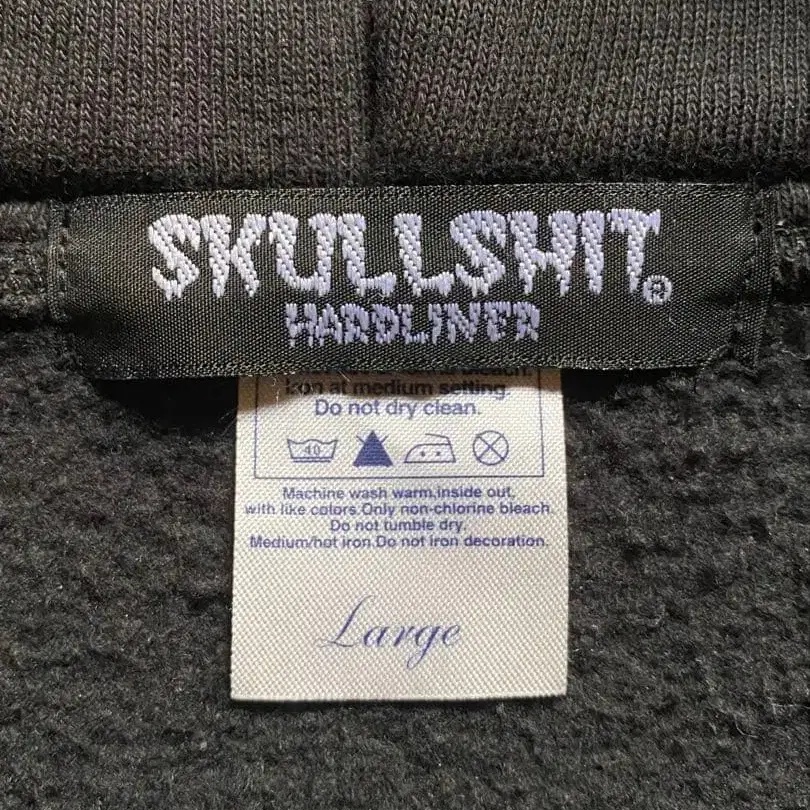 SKULLSHIT®
HARDLINER
bleach.
Iron at medium setting.
Do not dry clean.
40
Machine wash warm,inside out,
with like colors.Only non-chlorine bleach.
Do not tumble dry.
Medium/hot iron.Do not iron decoration.
Large